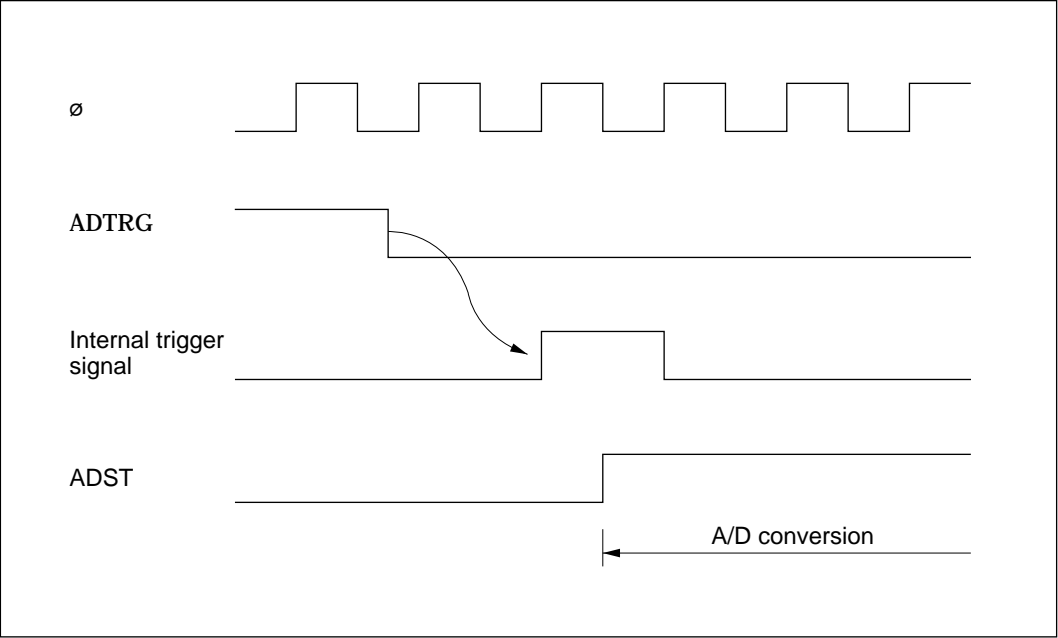 ø
ADTRG
Internal trigger
signal
ADST
A/D conversion